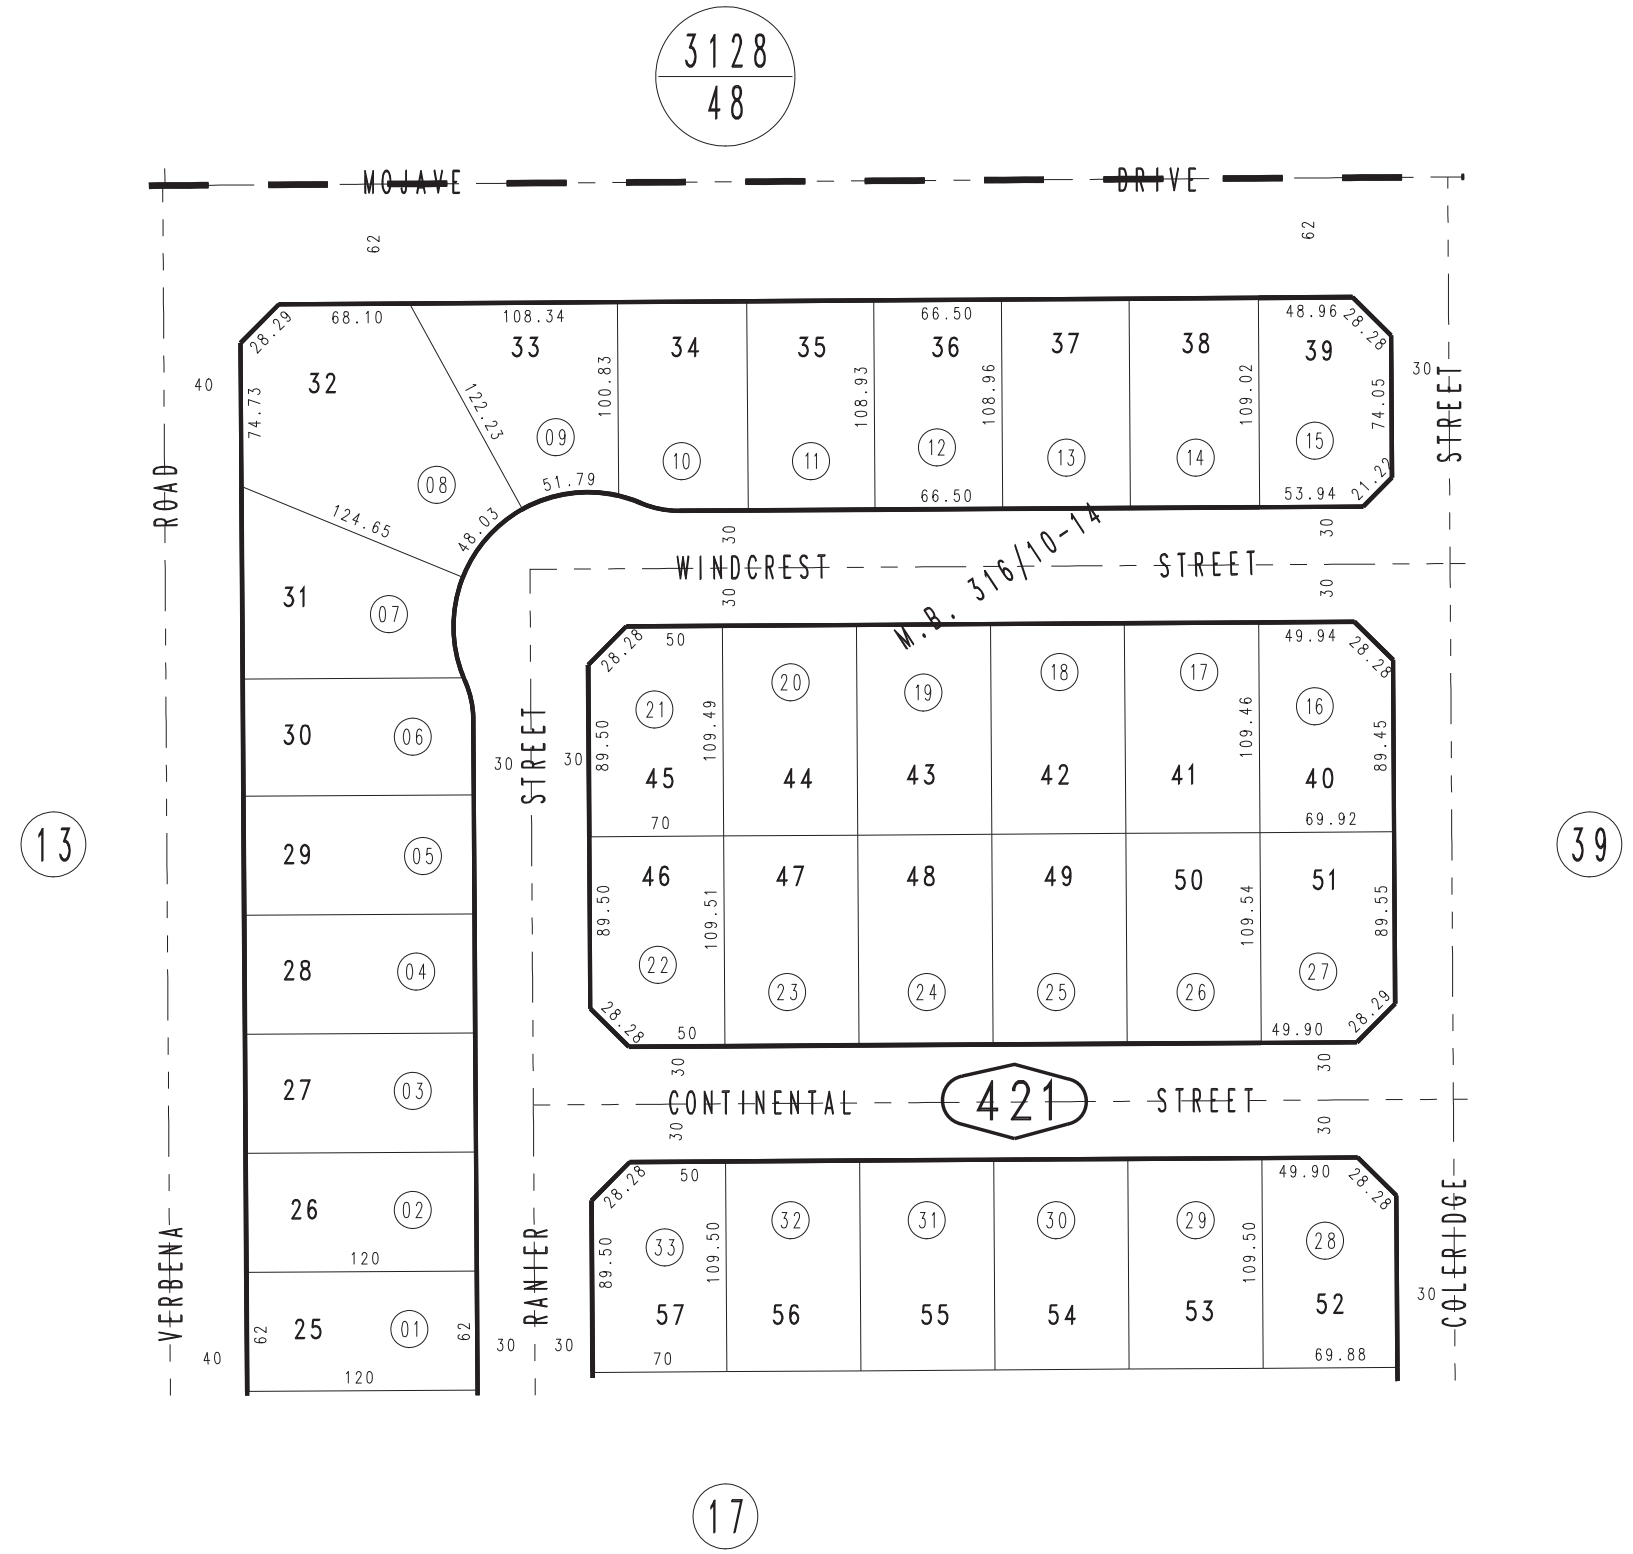 3128
48
MOJAVE DRIVE
62 62
28.29 68.10 108.34 66.50 48.96 28.28
32 33 34 35 36 37 38 39
40 74.73 122.23 100.83 108.93 108.96 109.02 74.05 30
08 09 10 11 12 13 14 15
124.65 48.03 51.79 66.50 53.94 21.22
ROAD
STREET
30 30
WINDCREST STREET
30 30
M.B. 316/10-14
31 07
30 06
29 05
28 04
27 03
26 02
120
25 01
62 62
120
40
VERBENA
13
39
STREET
30 30
28.28 50 49.94 28.28
21 20 19 18 17 16
89.50 109.49 109.46 89.45
45 44 43 42 41 40
70 69.92
46 47 48 49 50 51
89.50 109.51 109.54 89.55
22 23 24 25 26 27
28.28 50 49.90 28.29
30 30
CONTINENTAL 421 STREET
30 30
28.28 50 49.90 28.28
33 32 31 30 29 28
89.50 109.50 109.50
57 56 55 54 53 52
70 69.88
RANIER
30 30
COLERIDGE
30
17